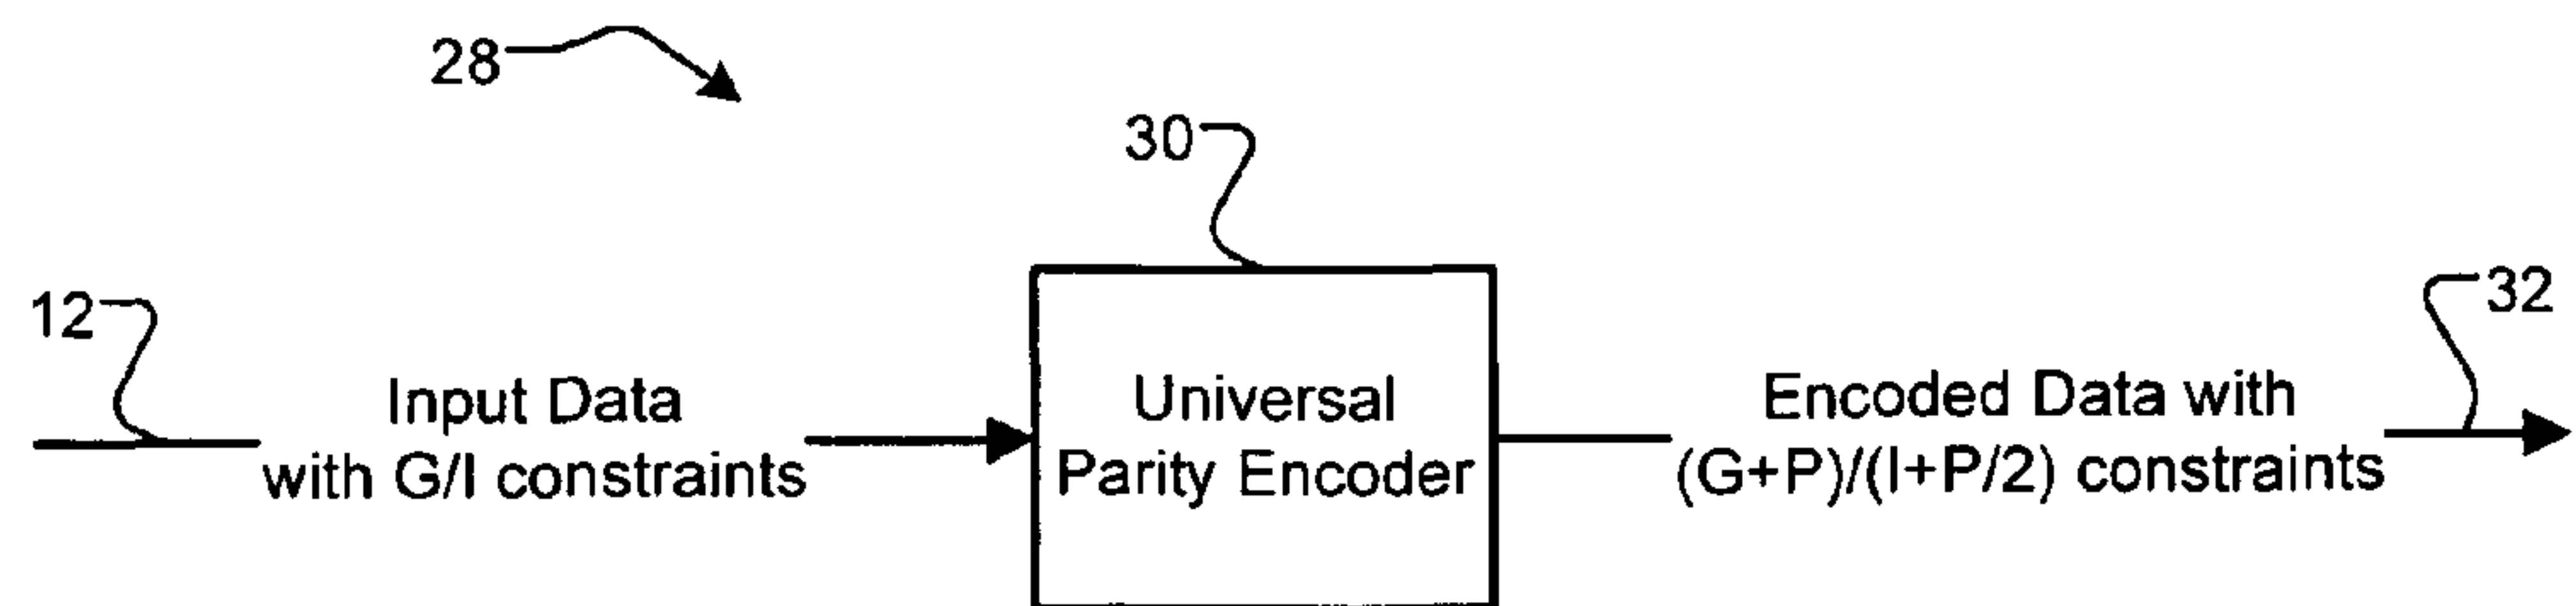 28
30
12
32
Input Data
with G/I constraints
Universal
Parity Encoder
Encoded Data with
(G+P)/(I+P/2) constraints